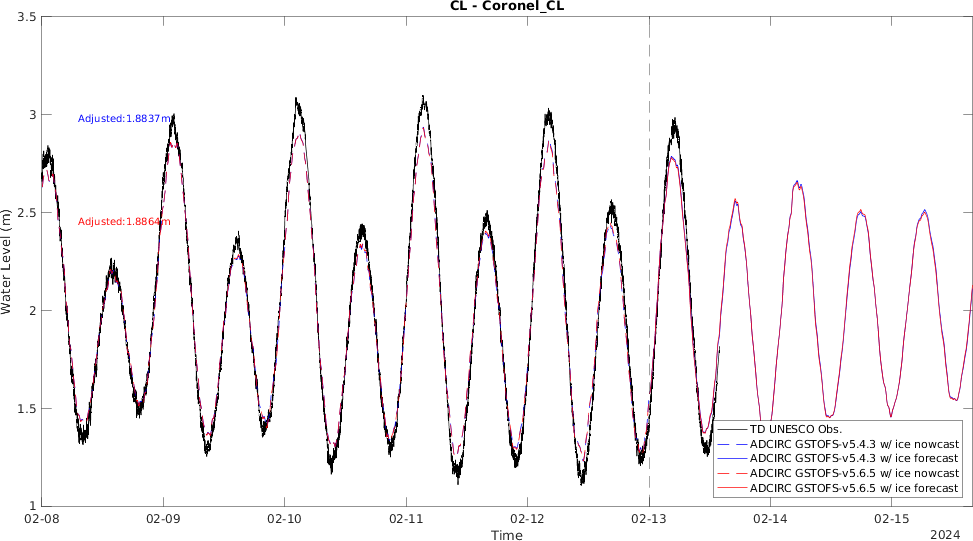 CL - Coronel_CL
3.5
3
2.5
2
1.5
1
Water Level (m)
Adjusted:1.8837m
Adjusted:1.8864m
TD UNESCO Obs.
ADCIRC GSTOFS-v5.4.3 w/ ice nowcast
ADCIRC GSTOFS-v5.4.3 w/ ice forecast
ADCIRC GSTOFS-v5.6.5 w/ ice nowcast
ADCIRC GSTOFS-v5.6.5 w/ ice forecast
02-08 02-09 02-10 02-11 02-12 02-13 02-14 02-15
Time
2024